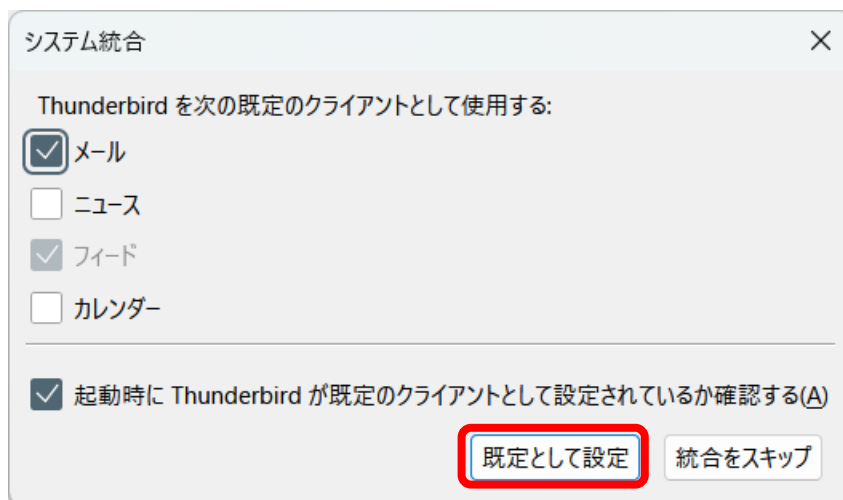 システム統合
Thunderbird を次の既定のクライアントとして使用する:
メール
ニュース
フィード
カレンダー
起動時に Thunderbird が既定のクライアントとして設定されているか確認する(A)
既定として設定 統合をスキップ